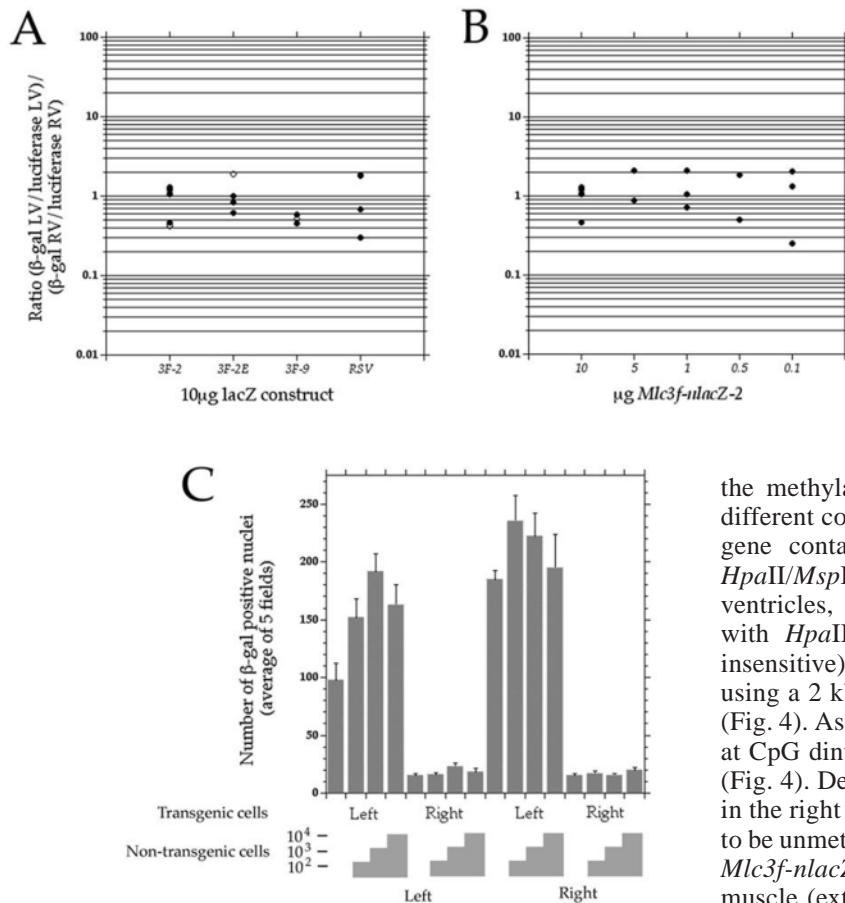 A
100
10
1
0.1
0.01
Ratio (β-gal LV/luciferase LV)/
(β-gal RV/luciferase RV)
3F-2 3F-2E 3F-9 RSV
10μg lacZ construct
B
100
10
1
0.1
0.01
10 5 1 0.5 0.1
μg Mlc3f-nlacZ-2
C
250
200
150
100
50
0
Number of β-gal positive nuclei
(average of 5 fields)
Transgenic cells
Left Right Left Right
Non-transgenic cells
10⁴
10³
10²
Left Right
the methyla
different co
gene conta
HpaII/MspI
ventricles,
with HpaII
insensitive)
using a 2 k
(Fig. 4). As
at CpG dint
(Fig. 4). De
in the right
to be unmet
Mlc3f-nlacZ
muscle (ext